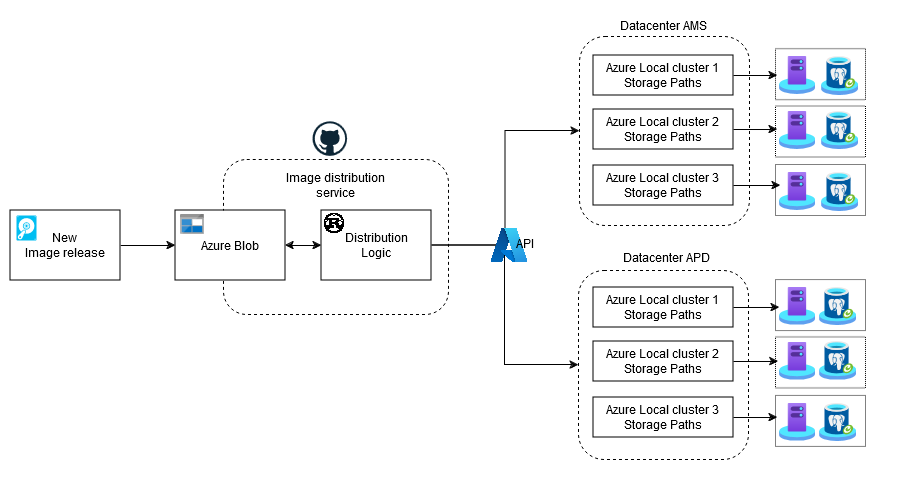 Datacenter AMS
Azure Local cluster 1
Storage Paths
Azure Local cluster 2
Storage Paths
Azure Local cluster 3
Storage Paths
Image distribution
service
New
Image release
Azure Blob
R
Distribution
Logic
API
Datacenter APD
Azure Local cluster 1
Storage Paths
Azure Local cluster 2
Storage Paths
Azure Local cluster 3
Storage Paths